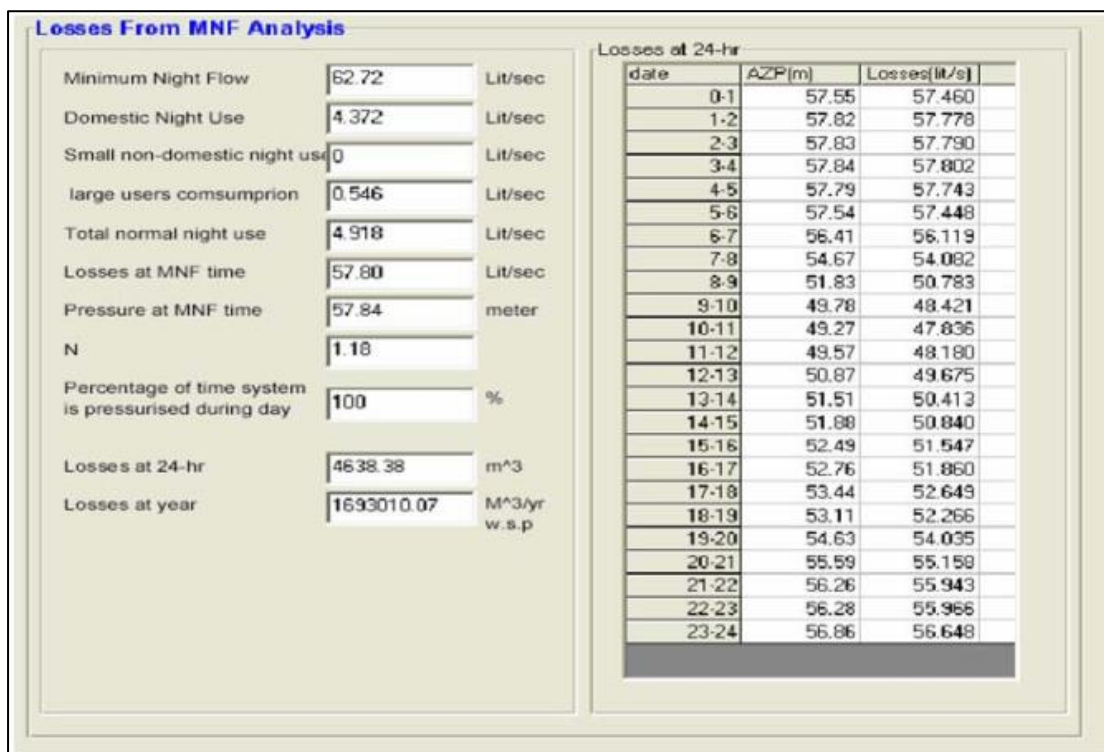 Losses From MNF Analysis
Minimum Night Flow 62.72 Lit/sec
Domestic Night Use 4.372 Lit/sec
Small non-domestic night use 0 Lit/sec
large users comsumprion 0.546 Lit/sec
Total normal night use 4.918 Lit/sec
Losses at MNF time 57.80 Lit/sec
Pressure at MNF time 57.84 meter
N 1.18
Percentage of time system
is pressurised during day 100 %
Losses at 24-hr 4638.38 m^3
Losses at year 1693010.07 M^3/yr
w.s.p
Losses at 24-hr
date AZP(m) Losses(lit/s)
0-1 57.55 57.460
1-2 57.82 57.778
2-3 57.83 57.790
3-4 57.84 57.802
4-5 57.79 57.743
5-6 57.54 57.448
6-7 56.41 56.119
7-8 54.67 54.082
8-9 51.83 50.783
9-10 49.78 48.421
10-11 49.27 47.836
11-12 49.57 48.180
12-13 50.87 49.675
13-14 51.51 50.413
14-15 51.88 50.840
15-16 52.49 51.547
16-17 52.76 51.860
17-18 53.44 52.649
18-19 53.11 52.266
19-20 54.63 54.035
20-21 55.59 55.158
21-22 56.26 55.943
22-23 56.28 55.966
23-24 56.86 56.648